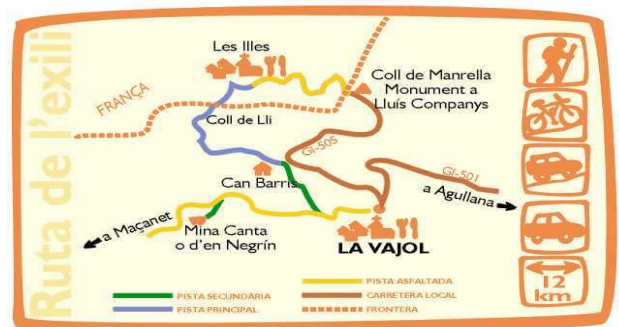 Ruta de l'exili
Les Illes
FRANÇA
Coll de Manrella
Monument a
Lluís Companys
Coll de Lli
GI-505
Can Barris
GI-501
a Agullana
a Maçanet
Mina Canta
o d'en Negrín
LA VAJOL
PISTA ASFALTADA
PISTA SECUNDÀRIA
CARRETERA LOCAL
PISTA PRINCIPAL
FRONTERA
12
km